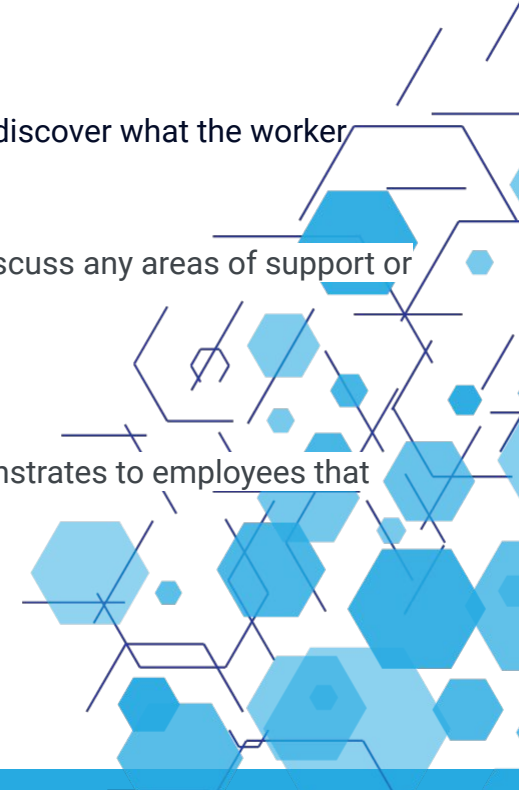 discover what the worker
scuss any areas of support or
nstrates to employees that